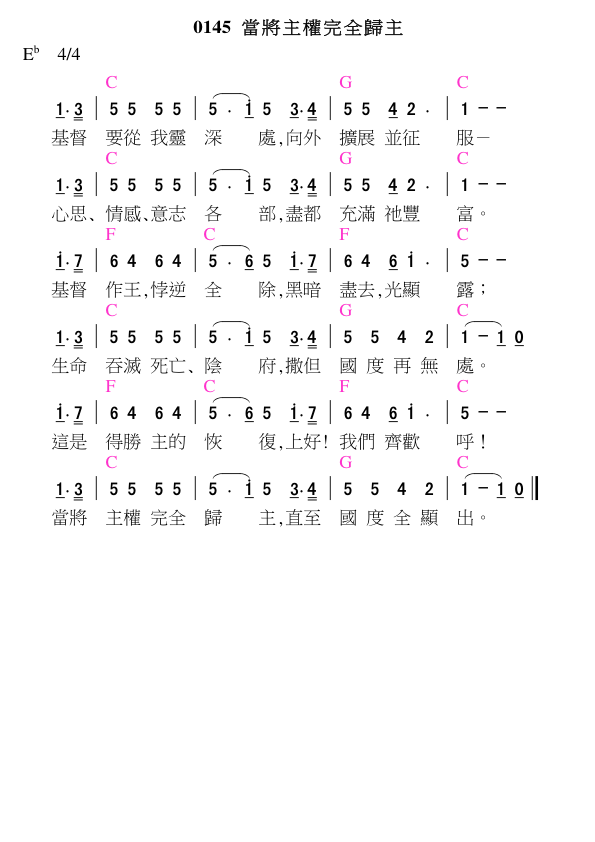 0145 當將主權完全歸主
E♭ 4/4
C G C
1·3 | 5 5 5 5 | 5 · i 5 3·4 | 5 5 4 2 · | 1 – –
基督 要從 我靈 深 處,向外 擴展 並征 服—
C G C
1·3 | 5 5 5 5 | 5 · i 5 3·4 | 5 5 4 2 · | 1 – –
心思、情感、意志 各 部,盡都 充滿 祂豐 富。
F C F C
i·7 | 6 4 6 4 | 5 · 6 5 i·7 | 6 4 6 i · | 5 – –
基督 作王,悖逆 全 除,黑暗 盡去,光顯 露；
C G C
1·3 | 5 5 5 5 | 5 · i 5 3·4 | 5 5 4 2 | 1 – 1 0
生命 吞滅 死亡、陰 府,撒但 國 度 再 無 處。
F C F C
i·7 | 6 4 6 4 | 5 · 6 5 i·7 | 6 4 6 i · | 5 – –
這是 得勝 主的 恢 復,上好! 我們 齊歡 呼！
C G C
1·3 | 5 5 5 5 | 5 · i 5 3·4 | 5 5 4 2 | 1 – 1 0 ‖
當將 主權 完全 歸 主,直至 國 度 全 顯 出。